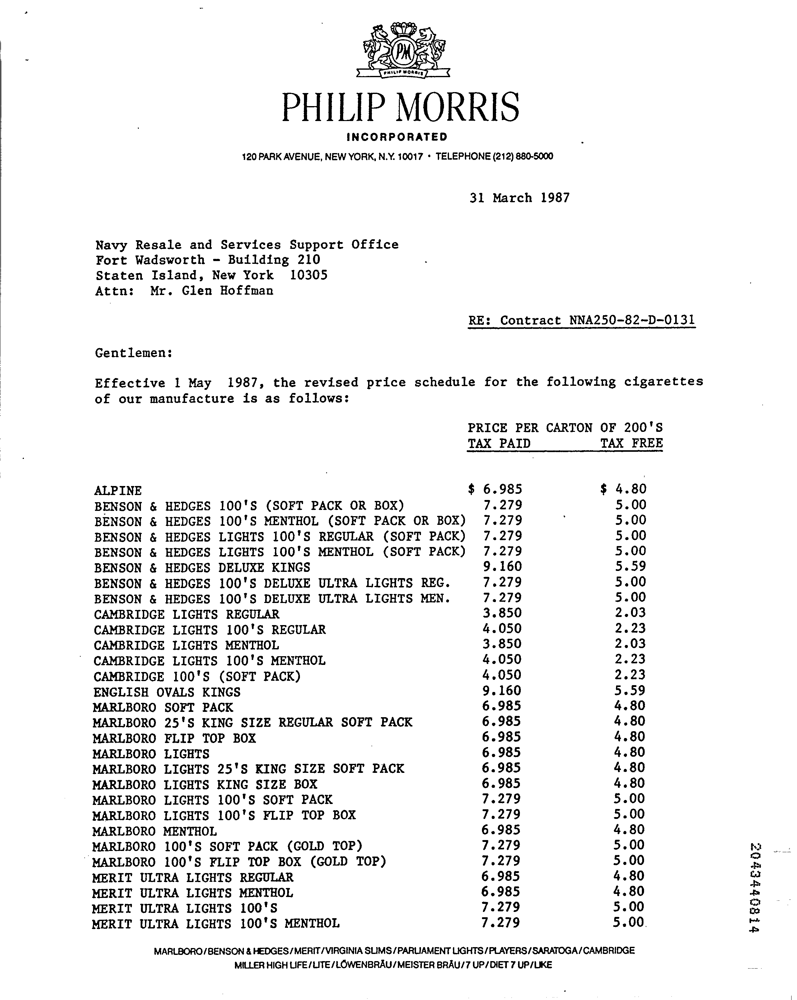 PM
PHILIP MORRIS
PHILIP MORRIS
INCORPORATED
120 PARK AVENUE, NEW YORK, N.Y. 10017 · TELEPHONE (212) 880-5000
31 March 1987
Navy Resale and Services Support Office
Fort Wadsworth - Building 210
Staten Island, New York 10305
Attn: Mr. Glen Hoffman
RE: Contract NNA250-82-D-0131
Gentlemen:
Effective 1 May 1987, the revised price schedule for the following cigarettes
of our manufacture is as follows:
PRICE PER CARTON OF 200'S
TAX PAID TAX FREE
ALPINE $ 6.985 $ 4.80
BENSON & HEDGES 100'S (SOFT PACK OR BOX) 7.279 5.00
BENSON & HEDGES 100'S MENTHOL (SOFT PACK OR BOX) 7.279 5.00
BENSON & HEDGES LIGHTS 100'S REGULAR (SOFT PACK) 7.279 5.00
BENSON & HEDGES LIGHTS 100'S MENTHOL (SOFT PACK) 7.279 5.00
BENSON & HEDGES DELUXE KINGS 9.160 5.59
BENSON & HEDGES 100'S DELUXE ULTRA LIGHTS REG. 7.279 5.00
BENSON & HEDGES 100'S DELUXE ULTRA LIGHTS MEN. 7.279 5.00
CAMBRIDGE LIGHTS REGULAR 3.850 2.03
CAMBRIDGE LIGHTS 100'S REGULAR 4.050 2.23
CAMBRIDGE LIGHTS MENTHOL 3.850 2.03
CAMBRIDGE LIGHTS 100'S MENTHOL 4.050 2.23
CAMBRIDGE 100'S (SOFT PACK) 4.050 2.23
ENGLISH OVALS KINGS 9.160 5.59
MARLBORO SOFT PACK 6.985 4.80
MARLBORO 25'S KING SIZE REGULAR SOFT PACK 6.985 4.80
MARLBORO FLIP TOP BOX 6.985 4.80
MARLBORO LIGHTS 6.985 4.80
MARLBORO LIGHTS 25'S KING SIZE SOFT PACK 6.985 4.80
MARLBORO LIGHTS KING SIZE BOX 6.985 4.80
MARLBORO LIGHTS 100'S SOFT PACK 7.279 5.00
MARLBORO LIGHTS 100'S FLIP TOP BOX 7.279 5.00
MARLBORO MENTHOL 6.985 4.80
MARLBORO 100'S SOFT PACK (GOLD TOP) 7.279 5.00
MARLBORO 100'S FLIP TOP BOX (GOLD TOP) 7.279 5.00
MERIT ULTRA LIGHTS REGULAR 6.985 4.80
MERIT ULTRA LIGHTS MENTHOL 6.985 4.80
MERIT ULTRA LIGHTS 100'S 7.279 5.00
MERIT ULTRA LIGHTS 100'S MENTHOL 7.279 5.00
2043440814
MARLBORO/BENSON & HEDGES/MERIT/VIRGINIA SLIMS/PARLIAMENT LIGHTS/PLAYERS/SARATOGA/CAMBRIDGE
MILLER HIGH LIFE/LITE/LÖWENBRÄU/MEISTER BRÄU/7 UP/DIET 7 UP/LIKE